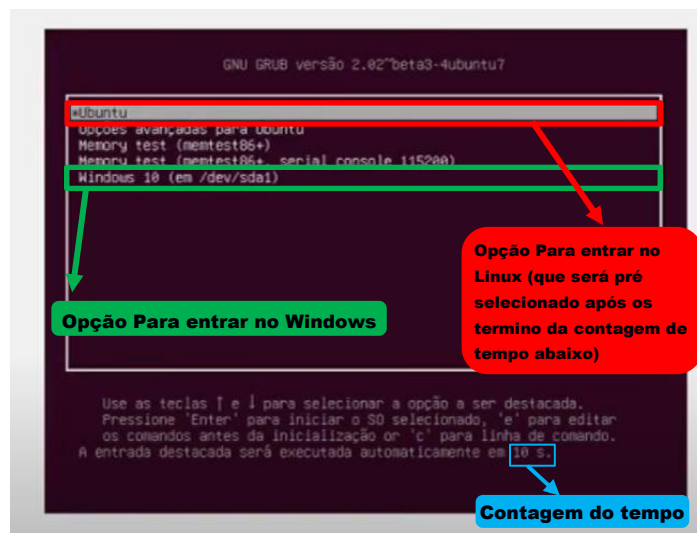 GNU GRUB versão 2.02~beta3-4ubuntu7
*Ubuntu
Opções avançadas para Ubuntu
Memory test (memtest86+)
Memory test (memtest86+, serial console 115200)
Windows 10 (em /dev/sda1)
Opção Para entrar no
Linux (que será pré
selecionado após os
termino da contagem de
tempo abaixo)
Opção Para entrar no Windows
Use as teclas ↑ e ↓ para selecionar a opção a ser destacada.
Pressione 'Enter' para iniciar o SO selecionado, 'e' para editar
os comandos antes da inicialização or 'c' para linha de comando.
A entrada destacada será executada automaticamente em 10 s.
Contagem do tempo